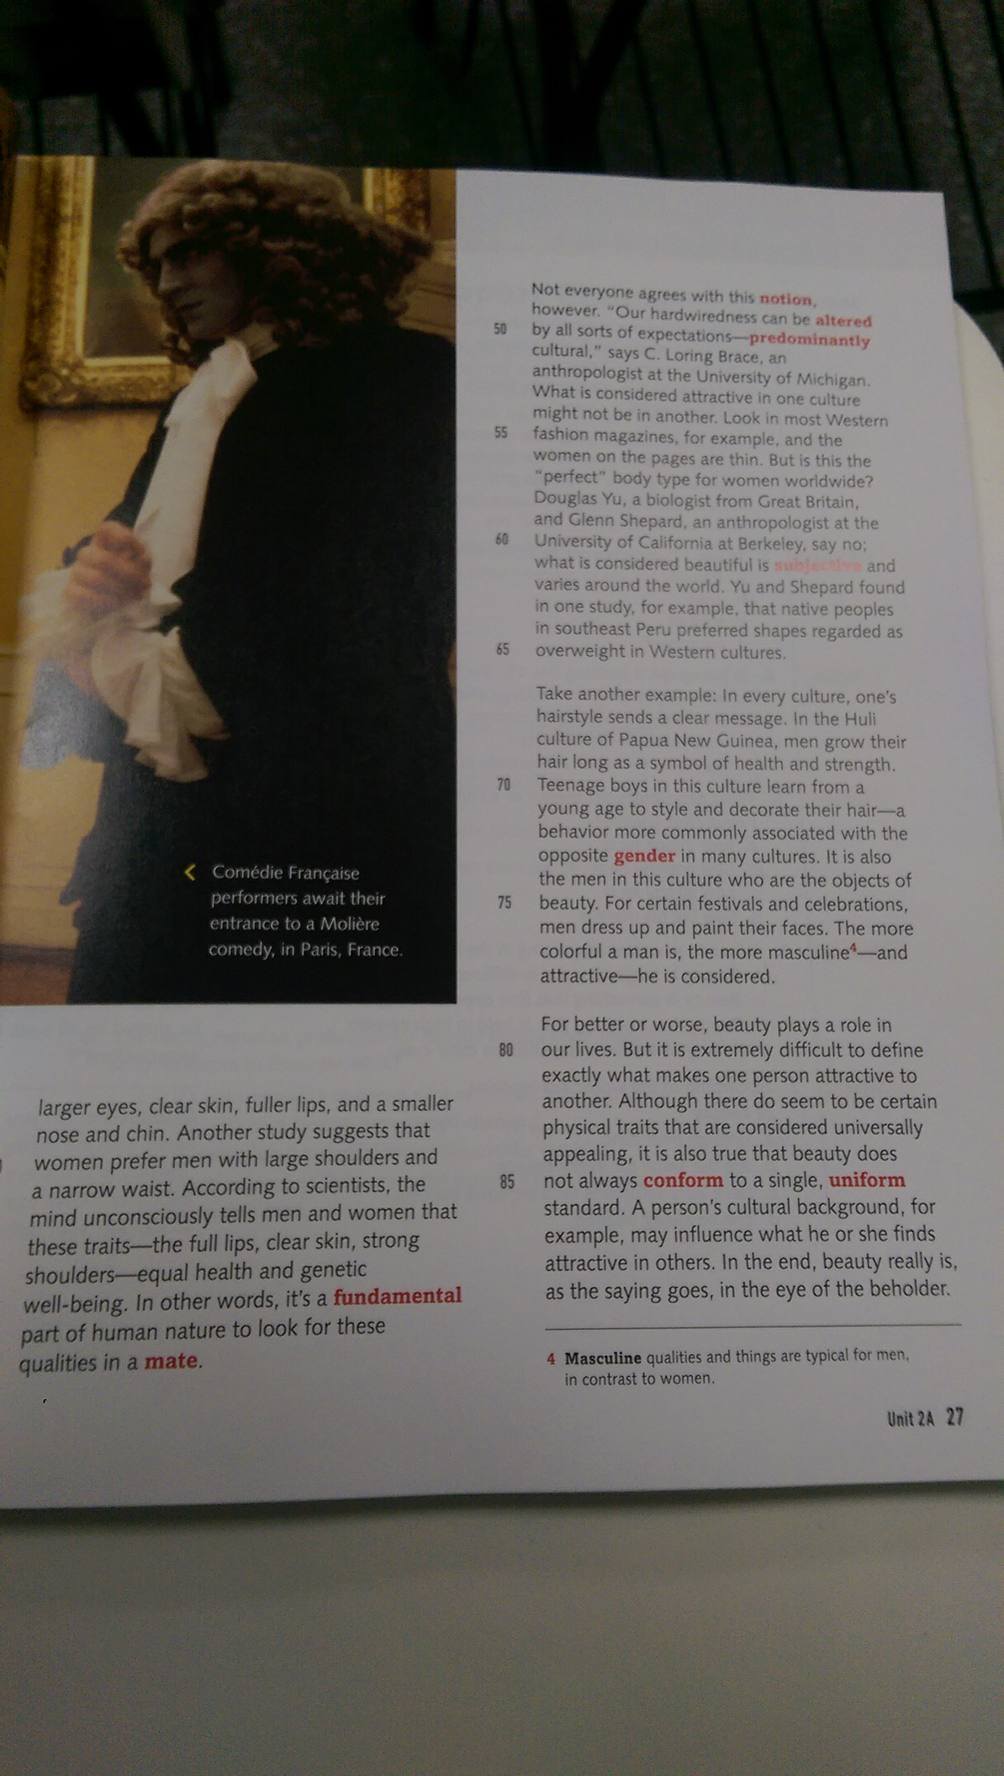 < Comédie Française
performers await their
entrance to a Molière
comedy, in Paris, France.
larger eyes, clear skin, fuller lips, and a smaller
nose and chin. Another study suggests that
women prefer men with large shoulders and
a narrow waist. According to scientists, the
mind unconsciously tells men and women that
these traits—the full lips, clear skin, strong
shoulders—equal health and genetic
well-being. In other words, it's a fundamental
part of human nature to look for these
qualities in a mate.
Not everyone agrees with this notion,
however. "Our hardwiredness can be altered
50 by all sorts of expectations—predominantly
cultural," says C. Loring Brace, an
anthropologist at the University of Michigan.
What is considered attractive in one culture
might not be in another. Look in most Western
55 fashion magazines, for example, and the
women on the pages are thin. But is this the
"perfect" body type for women worldwide?
Douglas Yu, a biologist from Great Britain,
and Glenn Shepard, an anthropologist at the
60 University of California at Berkeley, say no;
what is considered beautiful is subjective and
varies around the world. Yu and Shepard found
in one study, for example, that native peoples
in southeast Peru preferred shapes regarded as
65 overweight in Western cultures.
Take another example: In every culture, one's
hairstyle sends a clear message. In the Huli
culture of Papua New Guinea, men grow their
hair long as a symbol of health and strength.
70 Teenage boys in this culture learn from a
young age to style and decorate their hair—a
behavior more commonly associated with the
opposite gender in many cultures. It is also
the men in this culture who are the objects of
75 beauty. For certain festivals and celebrations,
men dress up and paint their faces. The more
colorful a man is, the more masculine4—and
attractive—he is considered.
For better or worse, beauty plays a role in
80 our lives. But it is extremely difficult to define
exactly what makes one person attractive to
another. Although there do seem to be certain
physical traits that are considered universally
appealing, it is also true that beauty does
85 not always conform to a single, uniform
standard. A person's cultural background, for
example, may influence what he or she finds
attractive in others. In the end, beauty really is,
as the saying goes, in the eye of the beholder.
4 Masculine qualities and things are typical for men,
in contrast to women.
Unit 2A 27